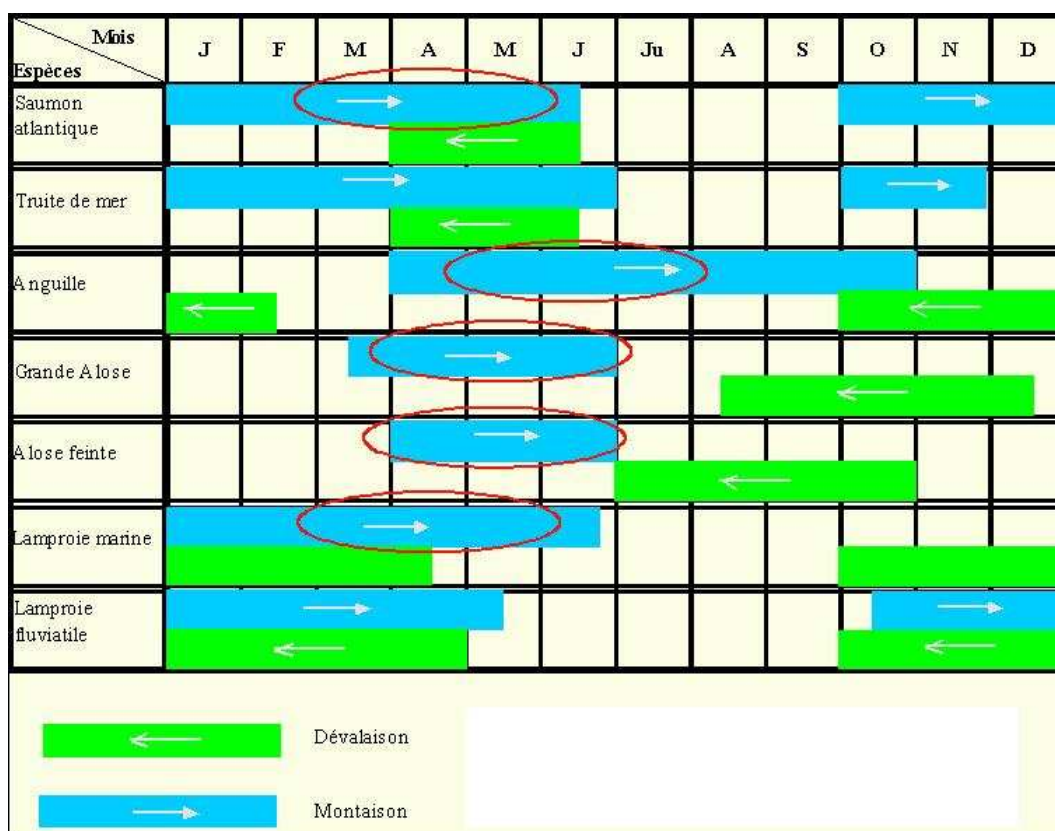 Mois
Espèces
J F M A M J Ju A S O N D
Saumon
atlantique
Truite de mer
Anguille
Grande Alose
Alose feinte
Lamproie marine
Lamproie
fluviatile
Dévalaison
Montaison